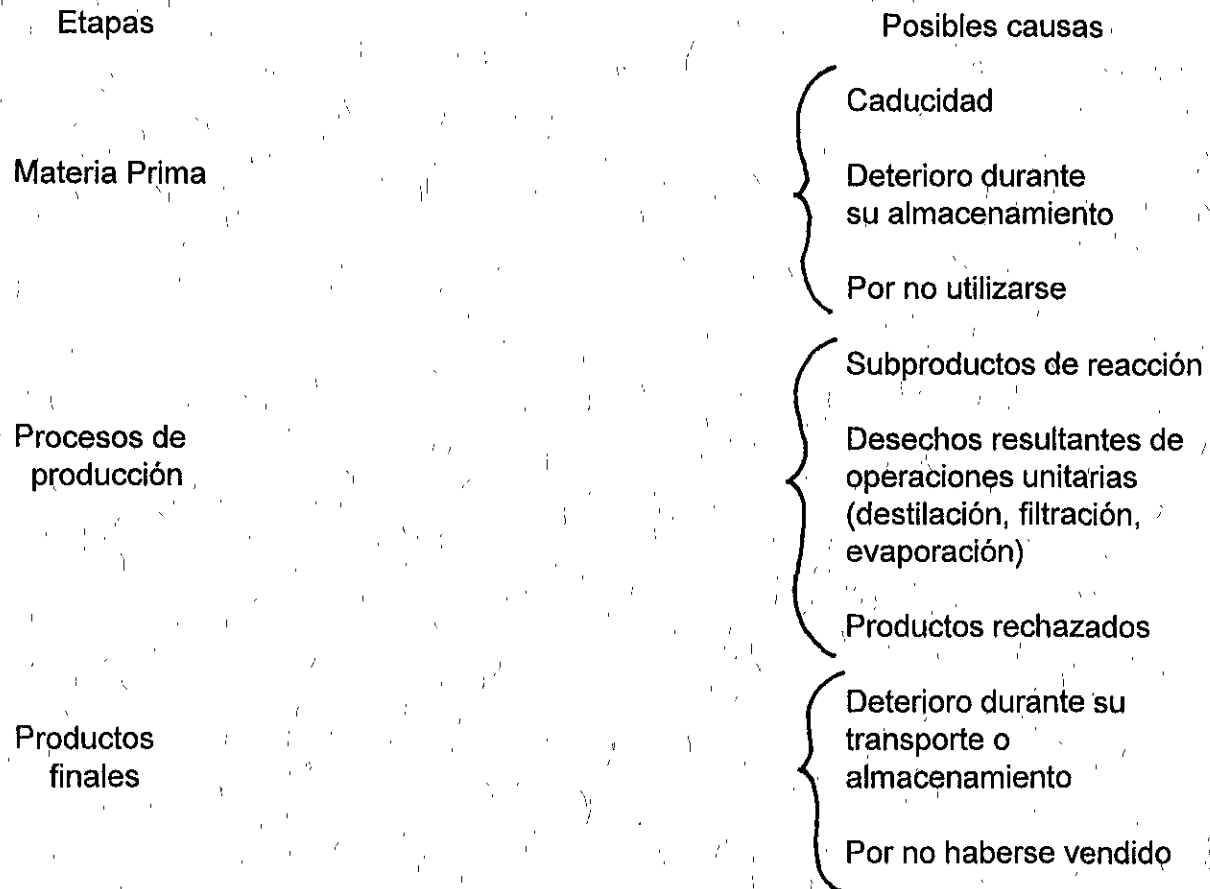 Etapas
Posibles causas
Materia Prima
Caducidad
Deterioro durante
su almacenamiento
Por no utilizarse
Procesos de
producción
Subproductos de reacción
Desechos resultantes de
operaciones unitarias
(destilación, filtración,
evaporación)
Productos rechazados
Productos
finales
Deterioro durante su
transporte o
almacenamiento
Por no haberse vendido